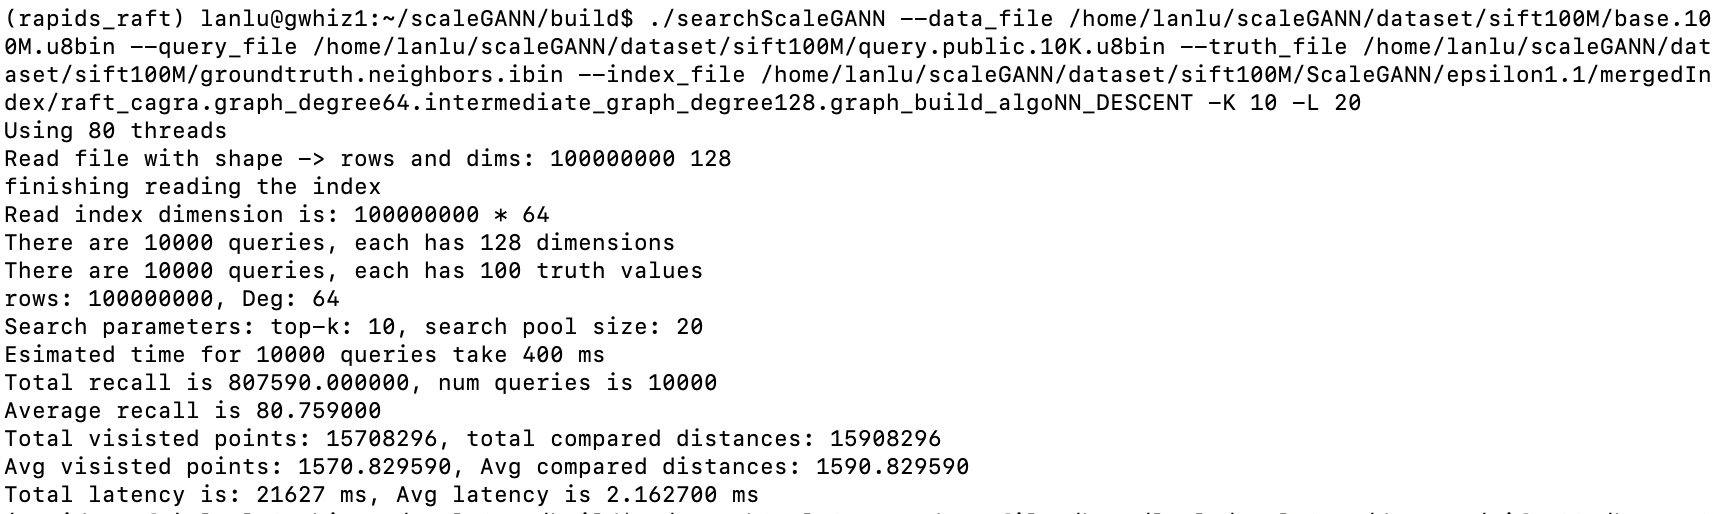 (rapids_raft) lanlu@gwhiz1:~/scaleGANN/build$ ./searchScaleGANN --data_file /home/lanlu/scaleGANN/dataset/sift100M/base.10
0M.u8bin --query_file /home/lanlu/scaleGANN/dataset/sift100M/query.public.10K.u8bin --truth_file /home/lanlu/scaleGANN/dat
aset/sift100M/groundtruth.neighbors.ibin --index_file /home/lanlu/scaleGANN/dataset/sift100M/ScaleGANN/epsilon1.1/mergedIn
dex/raft_cagra.graph_degree64.intermediate_graph_degree128.graph_build_algoNN_DESCENT -K 10 -L 20
Using 80 threads
Read file with shape -> rows and dims: 100000000 128
finishing reading the index
Read index dimension is: 100000000 * 64
There are 10000 queries, each has 128 dimensions
There are 10000 queries, each has 100 truth values
rows: 100000000, Deg: 64
Search parameters: top-k: 10, search pool size: 20
Esimated time for 10000 queries take 400 ms
Total recall is 807590.000000, num queries is 10000
Average recall is 80.759000
Total visisted points: 15708296, total compared distances: 15908296
Avg visisted points: 1570.829590, Avg compared distances: 1590.829590
Total latency is: 21627 ms, Avg latency is 2.162700 ms